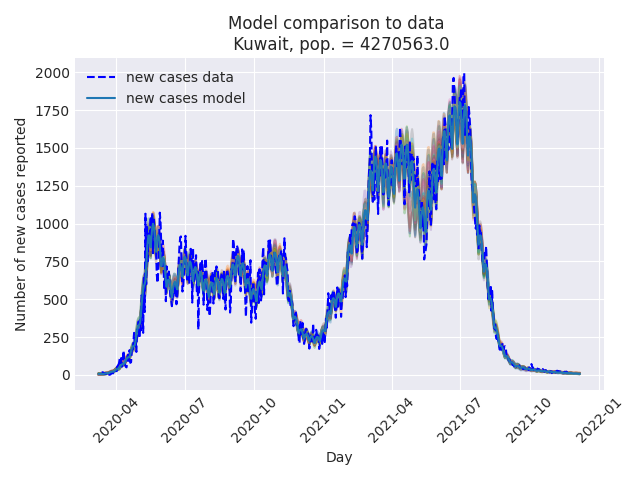 Model comparison to data
Kuwait, pop. = 4270563.0
new cases data
new cases model
Number of new cases reported
2000
1750
1500
1250
1000
750
500
250
0
2020-04
2020-07
2020-10
2021-01
2021-04
2021-07
2021-10
2022-01
Day